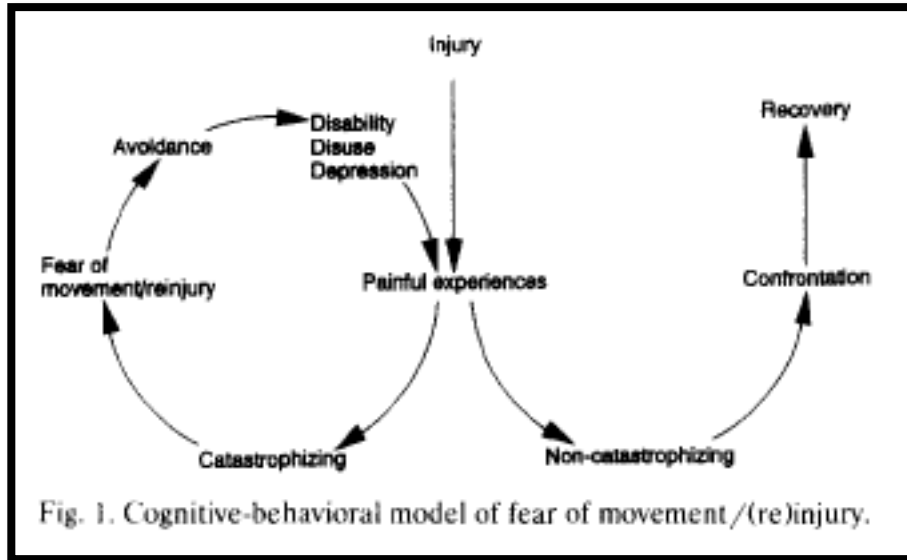 Injury
Recovery
Avoidance
Disability
Disuse
Depression
Fear of
movement/reinjury
Painful experiences
Confrontation
Catastrophizing
Non-catastrophizing
Fig. 1. Cognitive-behavioral model of fear of movement/(re)injury.